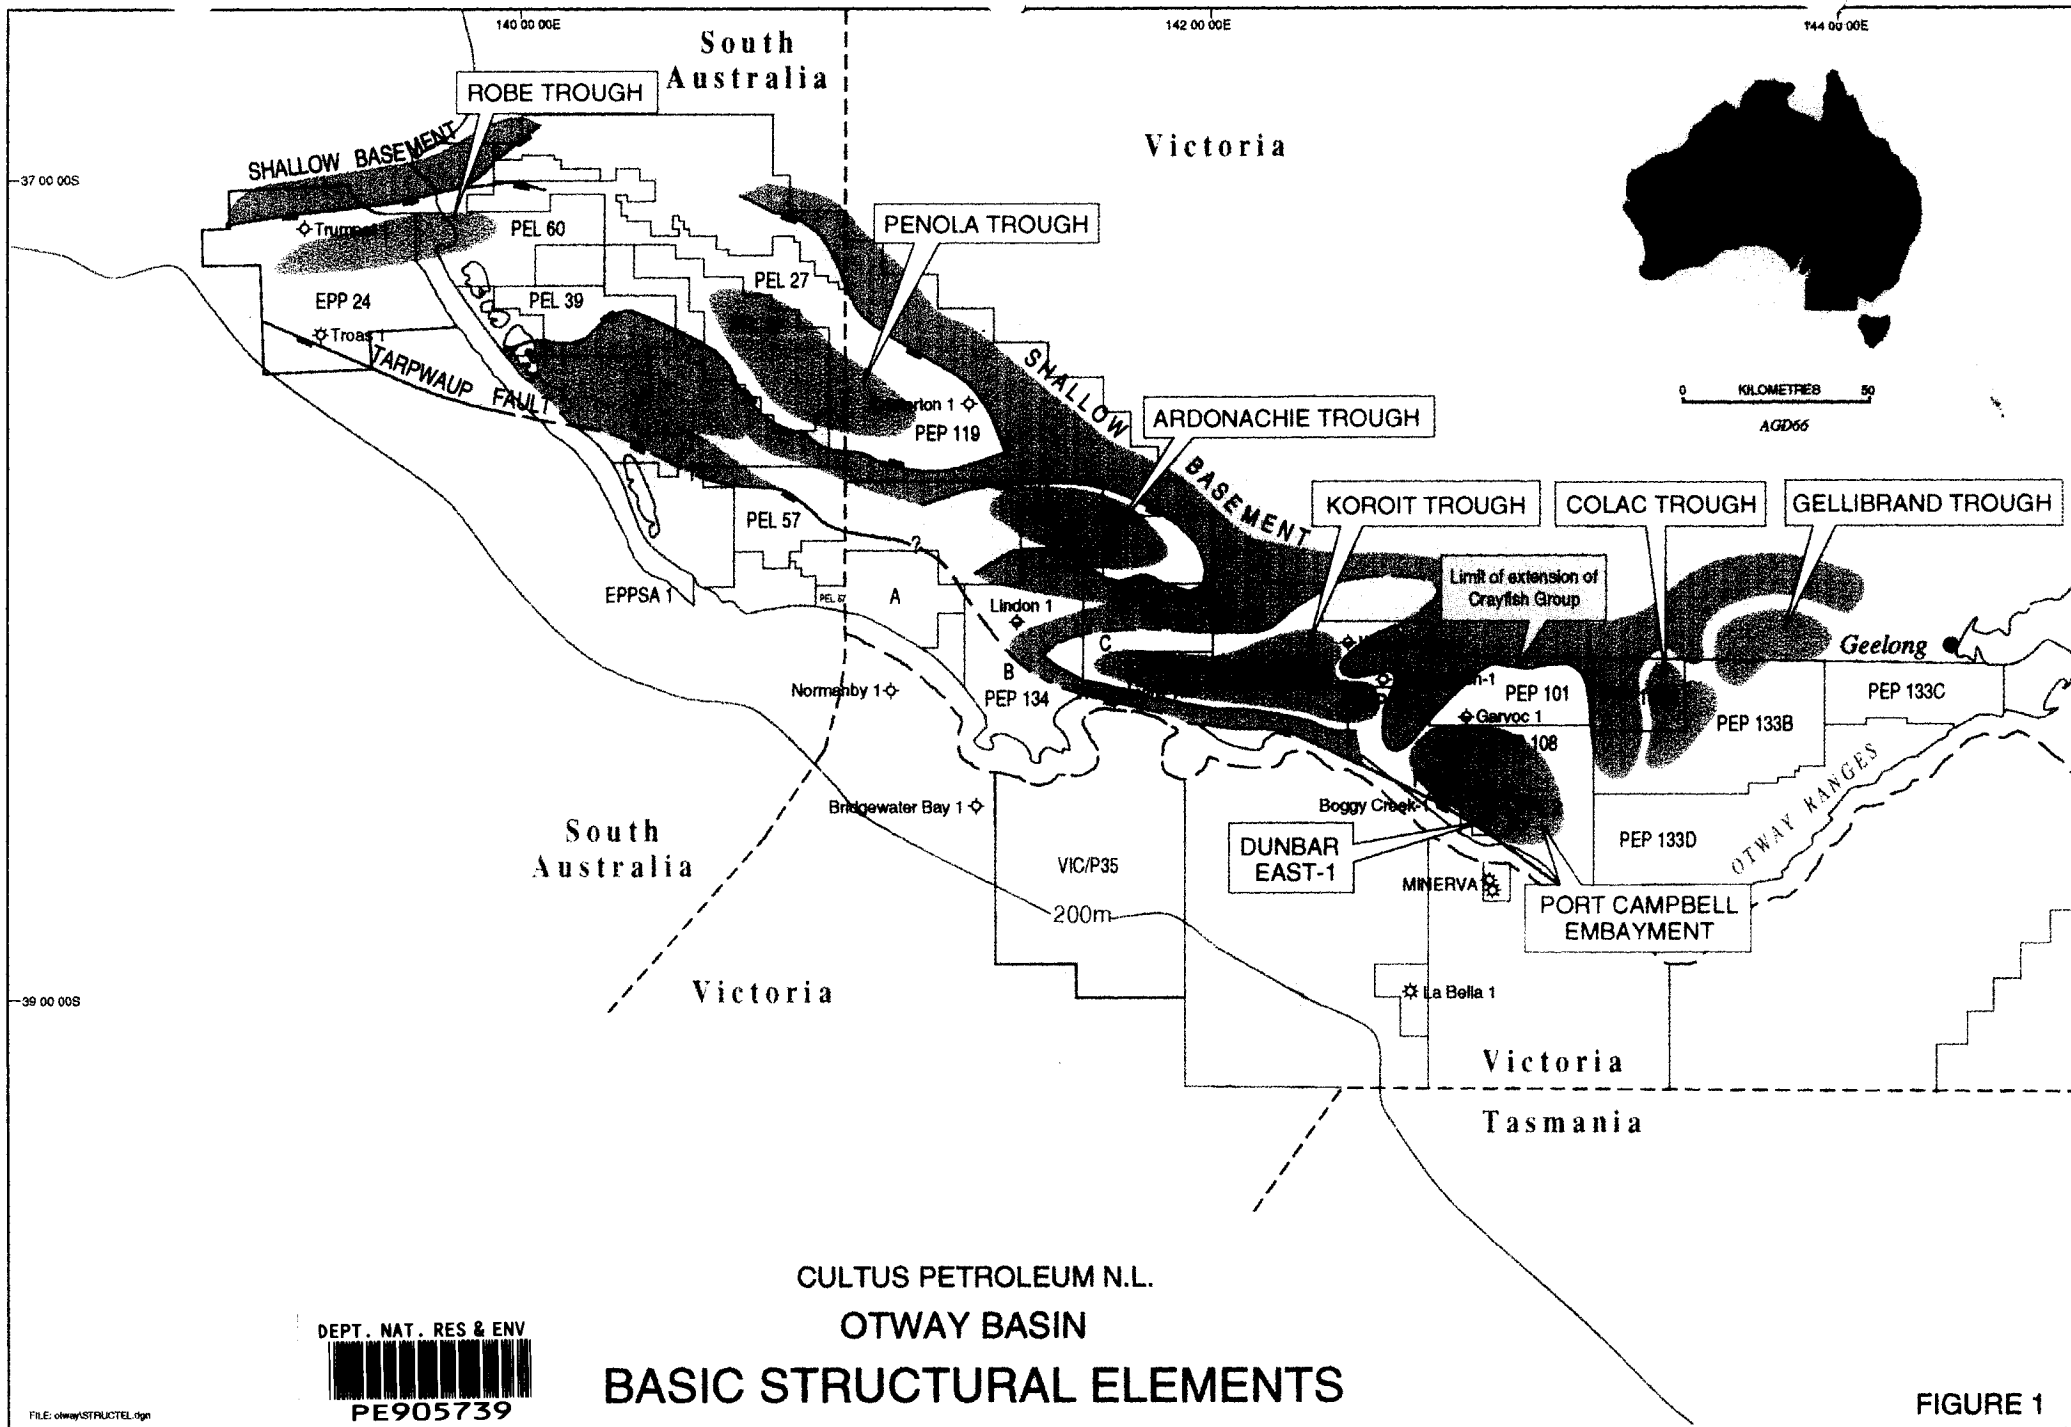 140 00 00E
142 00 00E
144 00 00E
South
Australia
ROBE TROUGH
Victoria
SHALLOW BASEMENT
37 00 00S
PENOLA TROUGH
PEL 60
PEL 27
EPP 24
PEL 39
Troas 1
TARPWAUP FAULT
SHALLOW BASEMENT
0 KILOMETRES 50
AGD66
ARDONACHIE TROUGH
PEP 119
KOROIT TROUGH
COLAC TROUGH
GELLIBRAND TROUGH
PEL 57
?
Limit of extension of
Crayfish Group
EPPSA 1
A
Lindon 1
C
Geelong
B
Normanby 1
PEP 134
PEP 101
PEP 133C
Garvoc 1
PEP 133B
108
Bridgewater Bay 1
Boggy Creek-1
OTWAY RANGES
South
Australia
DUNBAR
EAST-1
PEP 133D
VIC/P35
MINERVA
200m
PORT CAMPBELL
EMBAYMENT
39 00 00S
Victoria
La Bella 1
Victoria
Tasmania
CULTUS PETROLEUM N.L.
OTWAY BASIN
BASIC STRUCTURAL ELEMENTS
DEPT. NAT. RES & ENV
PE905739
FILE: otway\STRUCTEL.dgn
FIGURE 1